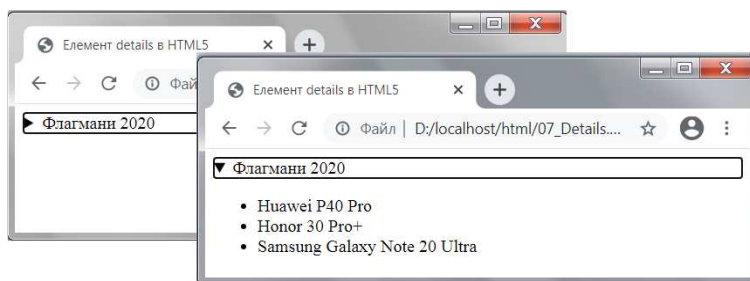 Елемент details в HTML5
Фай
Флагмани 2020
Елемент details в HTML5
Файл | D:/localhost/html/07_Details....
Флагмани 2020
• Huawei P40 Pro
• Honor 30 Pro+
• Samsung Galaxy Note 20 Ultra